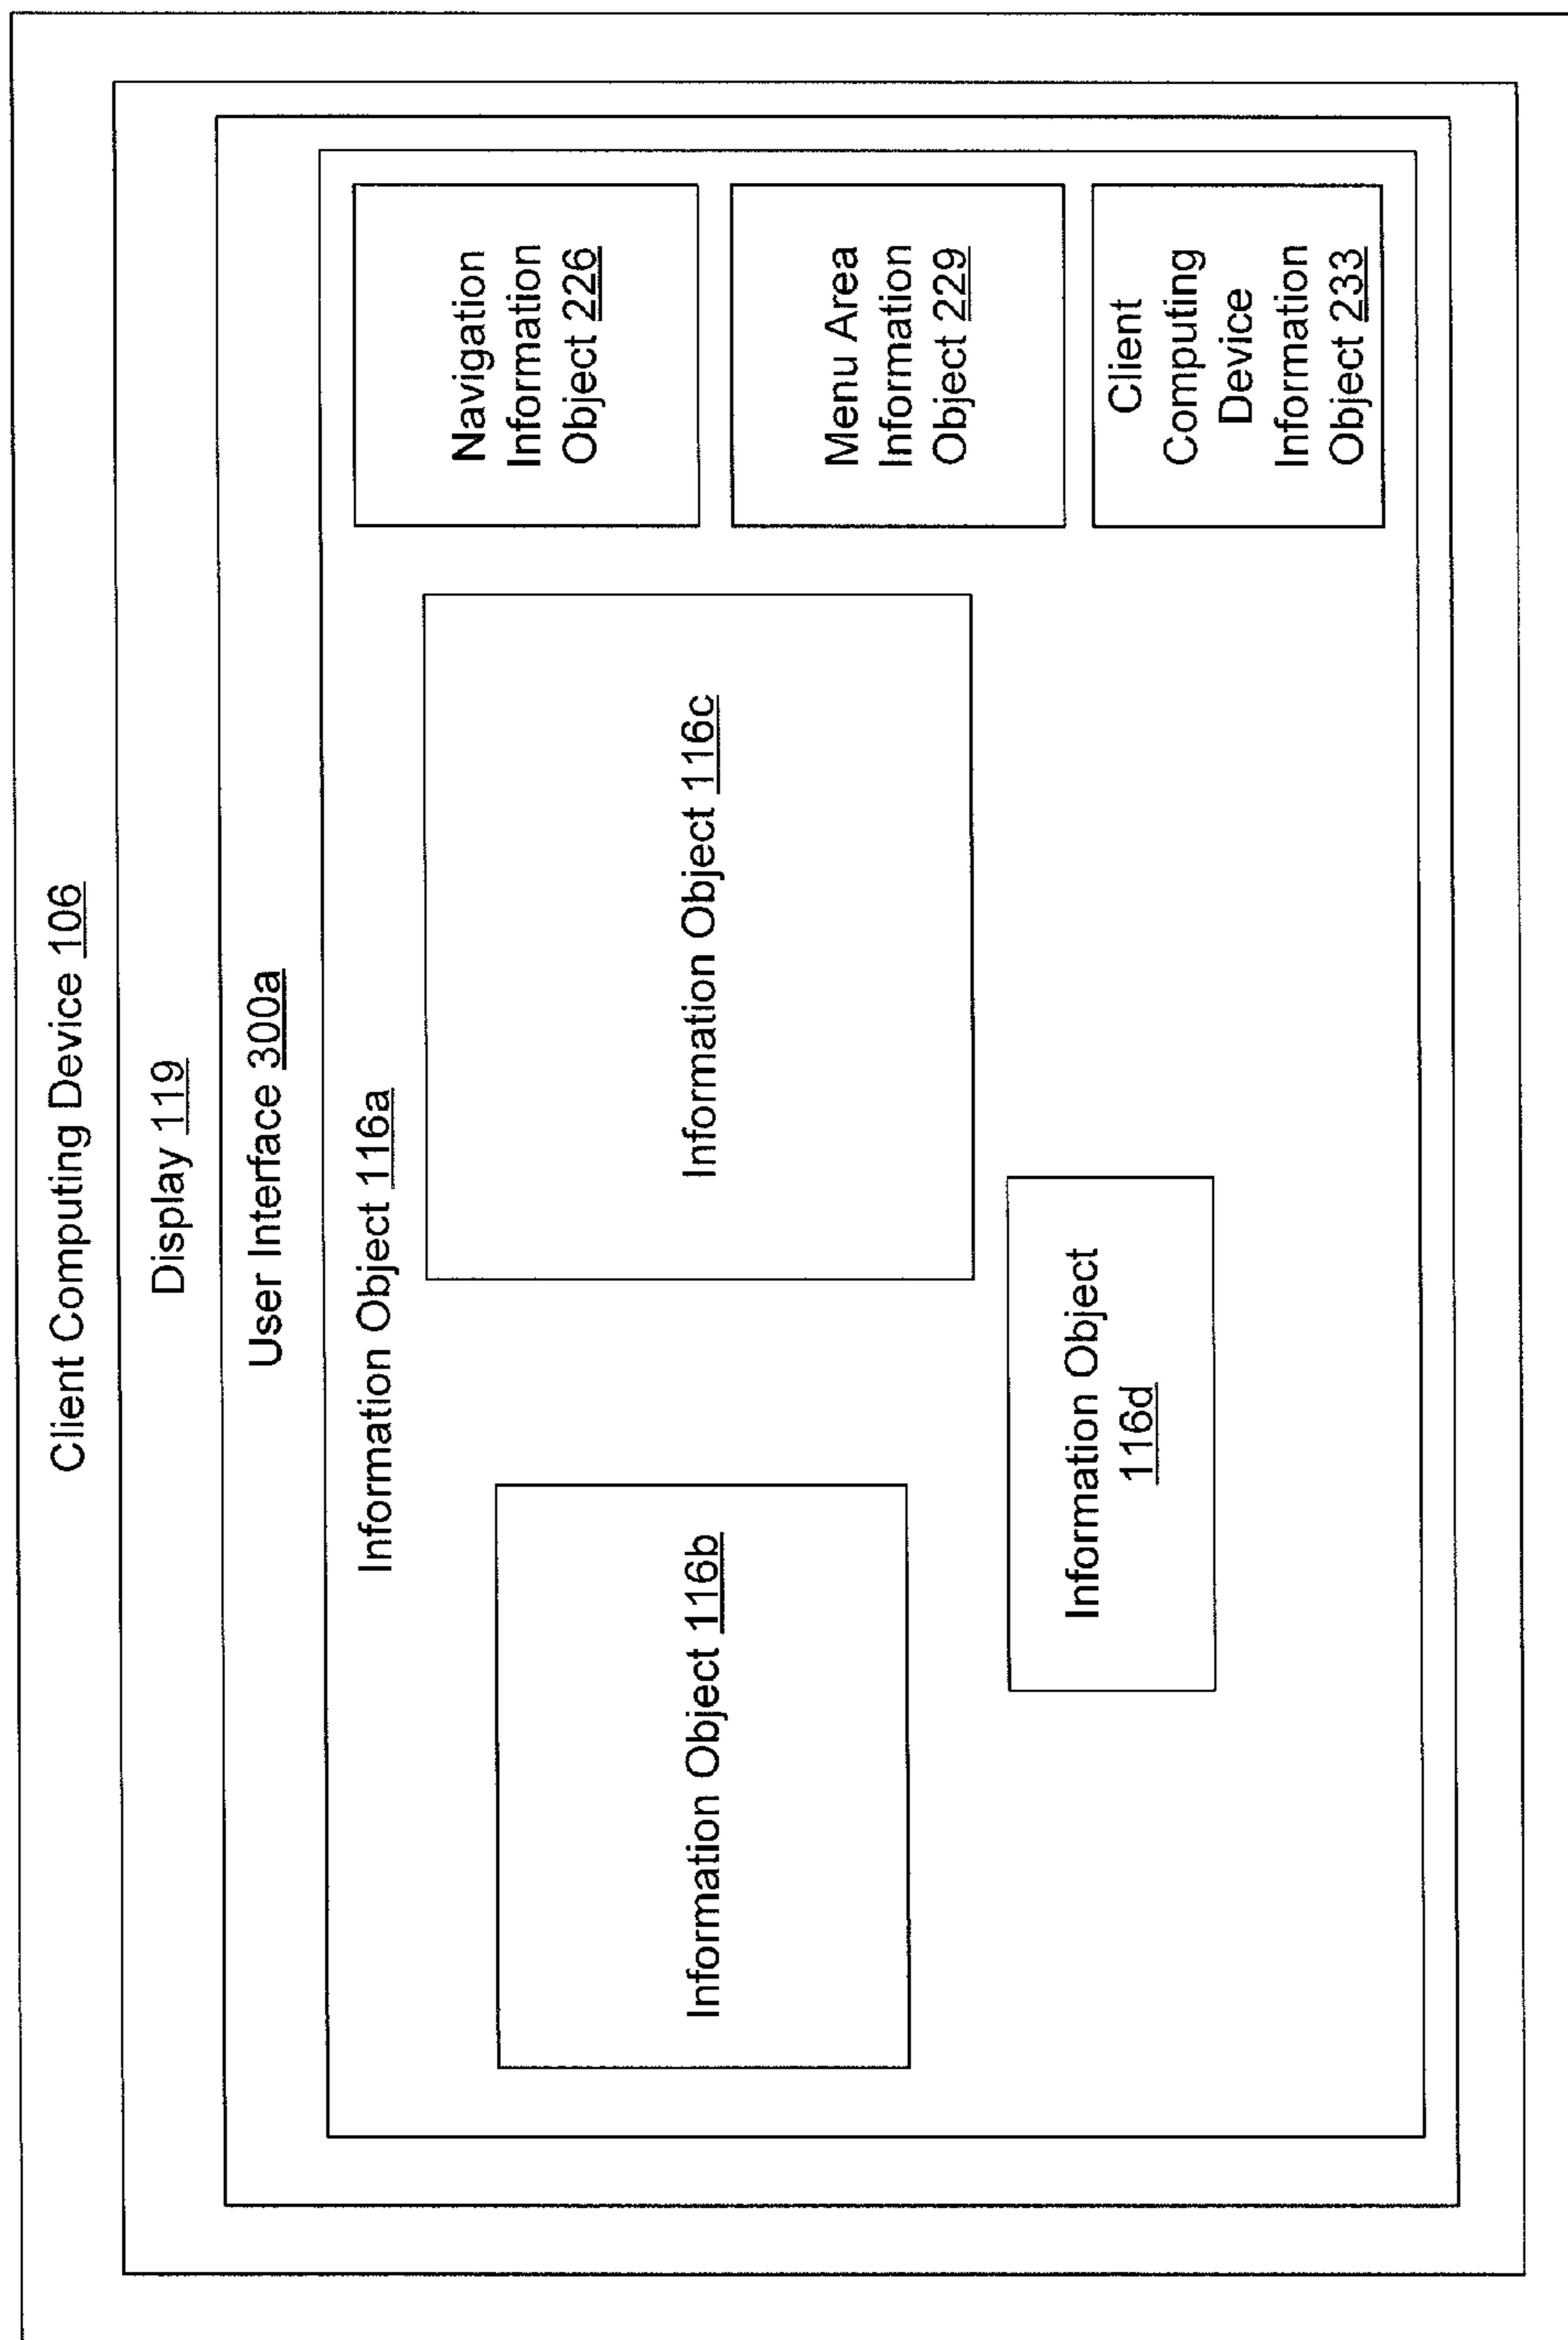 Client Computing Device 106
Display 119
User Interface 300a
Information Object 116a
Information Object 116b
Information Object 116c
Information Object
116d
Navigation
Information
Object 226
Menu Area
Information
Object 229
Client
Computing
Device
Information
Object 233